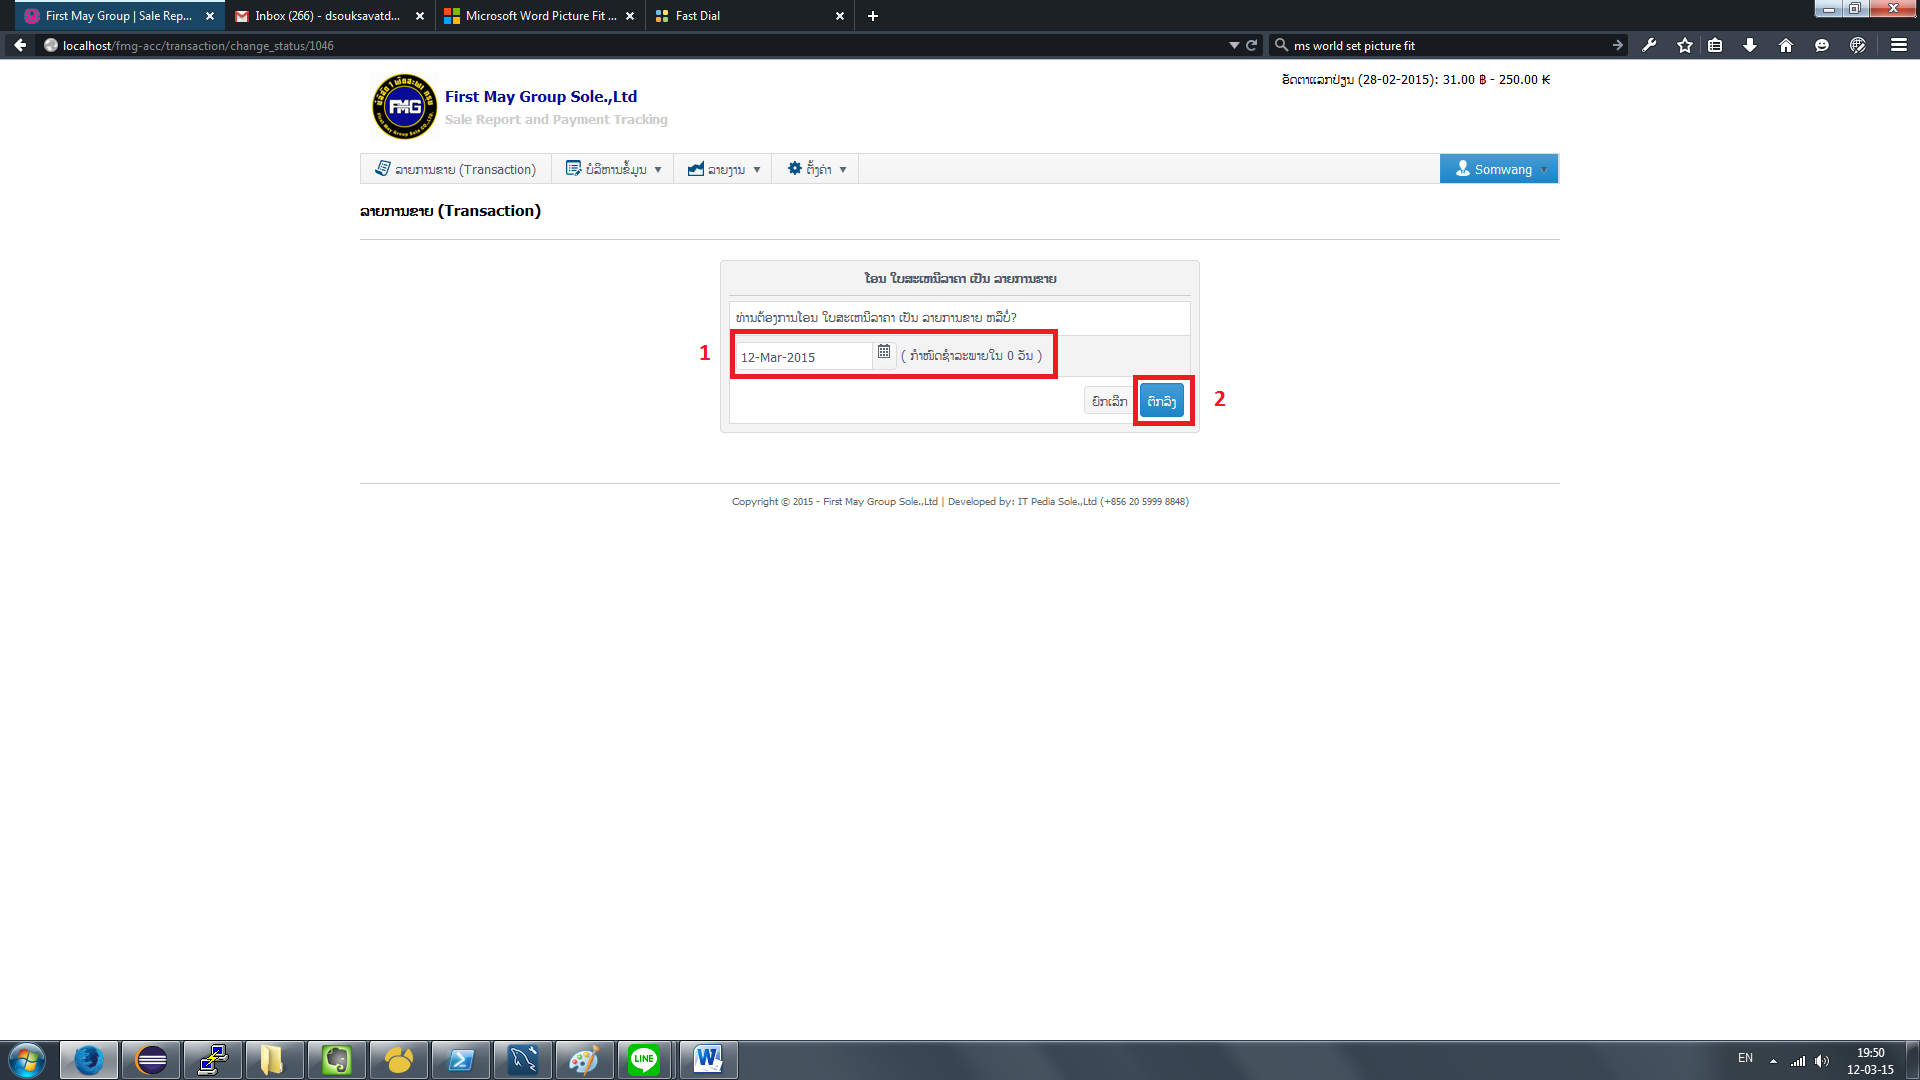 First May Group | Sale Rep...
Inbox (266) - dsouksavatd...
Microsoft Word Picture Fit ...
Fast Dial
localhost/fmg-acc/transaction/change_status/1046
ms world set picture fit
FMG
First May Group Sole.,Ltd
Sale Report and Payment Tracking
ອັດຕາແລກປ່ຽນ (28-02-2015): 31.00 ฿ - 250.00 ₭
ລາຍການຂາຍ (Transaction)
ບໍລິຫານຂໍ້ມູນ
ລາຍງານ
ຕັ້ງຄ່າ
Somwang
ລາຍການຂາຍ (Transaction)
ໂອນ ໃບສະເຫນີລາຄາ ເປັນ ລາຍການຂາຍ
ທ່ານຕ້ອງການໂອນ ໃບສະເຫນີລາຄາ ເປັນ ລາຍການຂາຍ ຫລືບໍ່?
1
12-Mar-2015
( ກຳໜົດຊຳລະພາຍໃນ 0 ວັນ )
ຍົກເລີກ
ຕົກລົງ
2
Copyright © 2015 - First May Group Sole.,Ltd | Developed by: IT Pedia Sole.,Ltd (+856 20 5999 8848)
LINE
EN
19:50
12-03-15